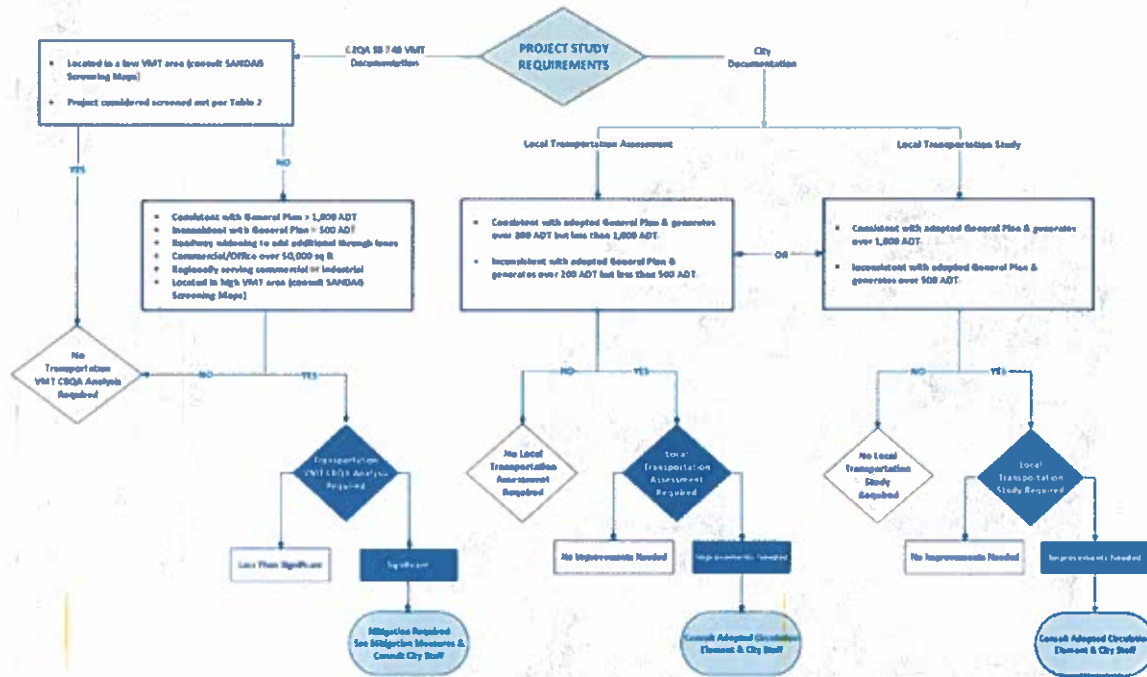 PROJECT STUDY
REQUIREMENTS
CEQA SB 743 VMT
Documentation
City
Documentation
• Located in a low VMT area (consult SANDAG
Screening Maps)
• Project considered screened out per Table 2
YES
NO
Local Transportation Assessment
Local Transportation Study
• Consistent with General Plan > 1,000 ADT
• Inconsistent with General Plan > 500 ADT
• Roadway widening to add additional through lanes
• Commercial/Office over 50,000 sq ft
• Regionally serving commercial or industrial
• Located in high VMT area (consult SANDAG
Screening Maps)
• Consistent with adopted General Plan & generates
over 200 ADT but less than 1,000 ADT
• Inconsistent with adopted General Plan &
generates over 200 ADT but less than 500 ADT
OR
• Consistent with adopted General Plan & generates
over 1,000 ADT
• Inconsistent with adopted General Plan &
generates over 500 ADT
No
Transportation
VMT CEQA Analysis
Required
NO
YES
NO
YES
NO
YES
Transportation
VMT CEQA Analysis
Required
No Local
Transportation
Assessment
Required
Local
Transportation
Assessment
Required
No Local
Transportation
Study
Required
Local
Transportation
Study Required
Less Than Significant
Significant
No Improvements Needed
Improvements Needed
No Improvements Needed
Improvements Needed
Mitigation Required
See Mitigation Measures &
Consult City Staff
Consult Adopted Circulation
Element & City Staff
Consult Adopted Circulation
Element & City Staff